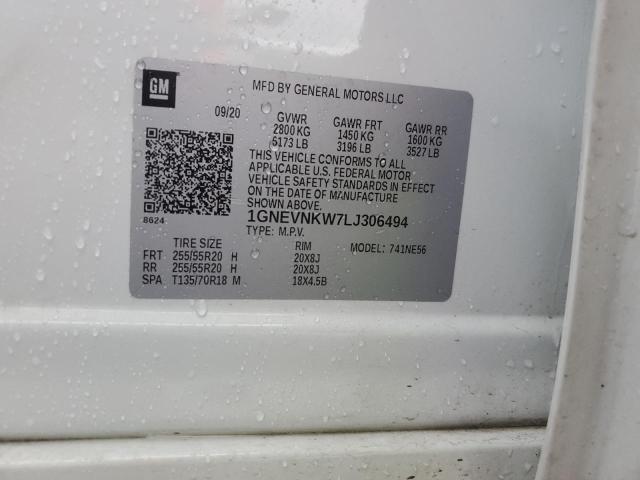 GM
MFD BY GENERAL MOTORS LLC
09/20 GVWR GAWR FRT GAWR RR
2800 KG 1450 KG 1600 KG
6173 LB 3196 LB 3527 LB
THIS VEHICLE CONFORMS TO ALL
APPLICABLE U.S. FEDERAL MOTOR
VEHICLE SAFETY STANDARDS IN EFFECT
ON THE DATE OF MANUFACTURE
SHOWN ABOVE.
8624 1GNEVNKW7LJ306494
TYPE: M.P.V.
TIRE SIZE RIM MODEL: 741NE56
FRT 255/55R20 H 20X8J
RR 255/55R20 H 20X8J
SPA T135/70R18 M 18X4.5B